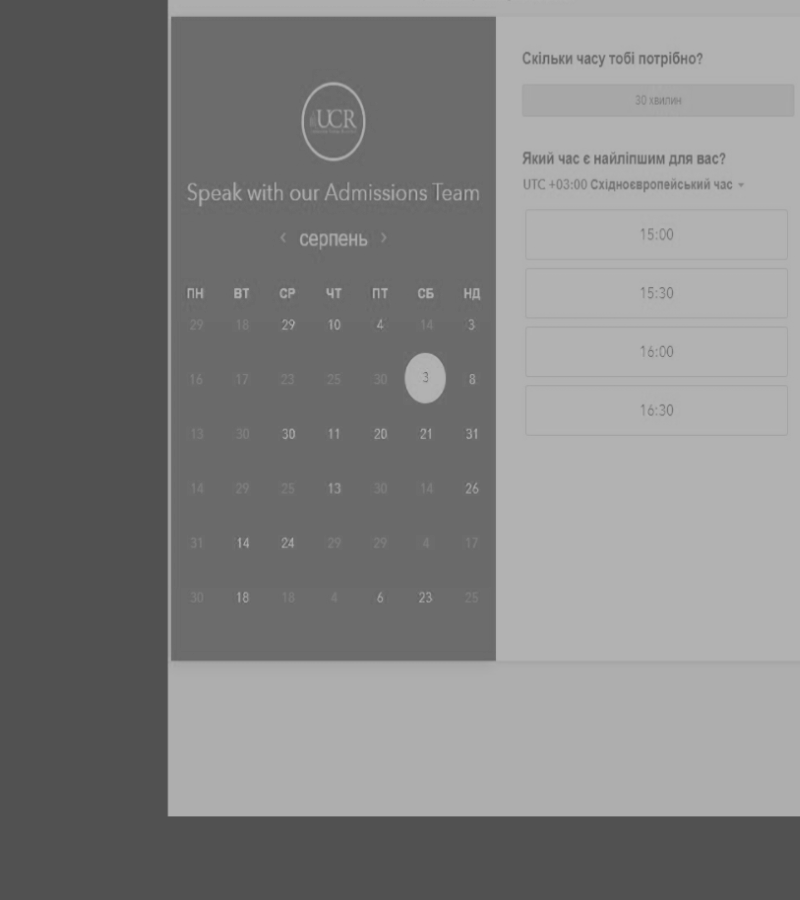 UCR
Speak with our Admissions Team
‹ серпень ›
ПН ВТ СР ЧТ ПТ СБ НД
29 18 29 10 4 14 3
16 17 23 25 30 3 8
13 30 30 11 20 21 31
14 29 25 13 30 14 26
31 14 24 29 29 4 17
30 18 18 4 6 23 25
Скільки часу тобі потрібно?
30 хвилин
Який час є найліпшим для вас?
UTC +03:00 Східноєвропейський час
15:00
15:30
16:00
16:30